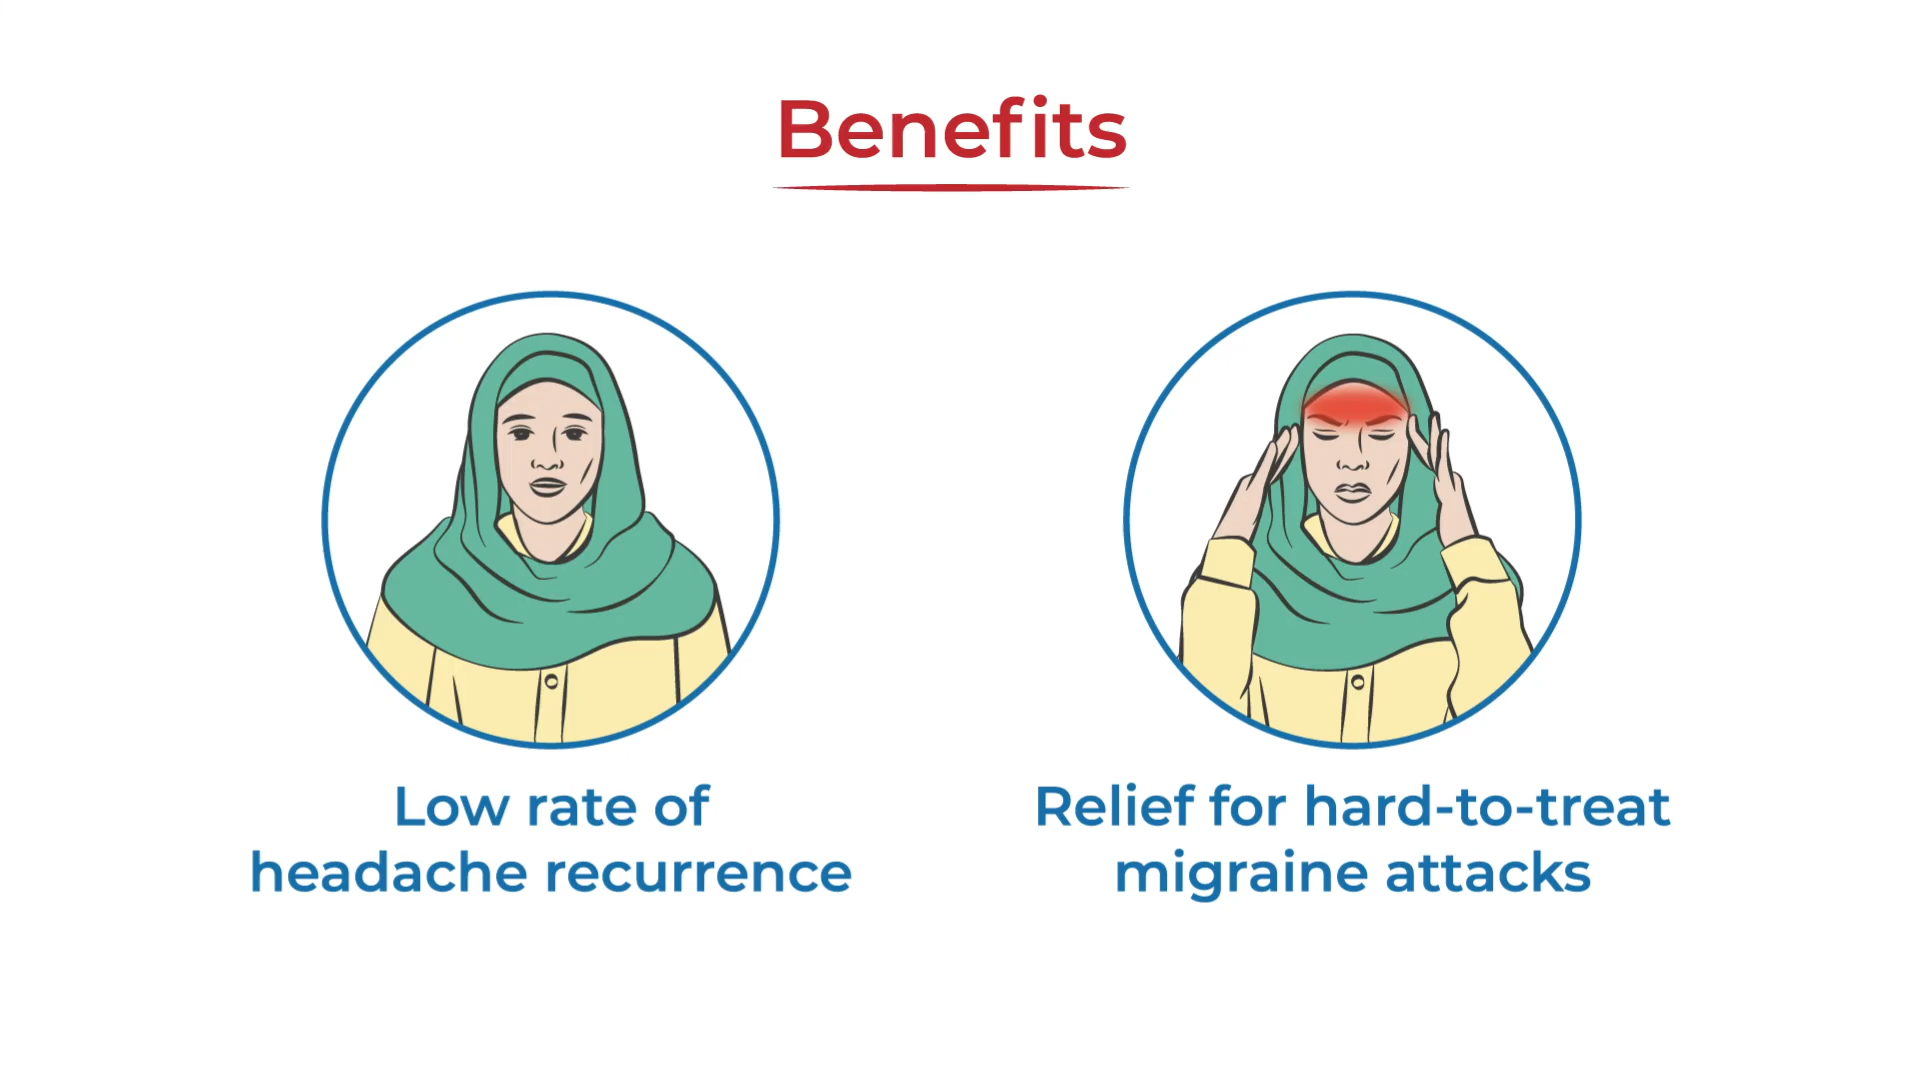 Benefits
Low rate of
headache recurrence
Relief for hard-to-treat
migraine attacks